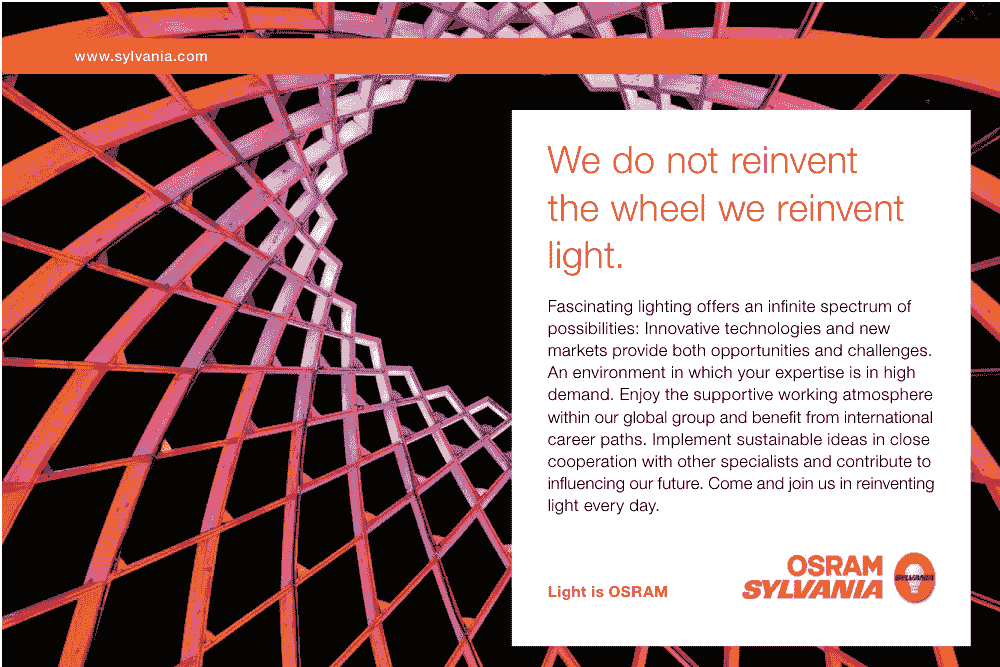 www.sylvania.com
We do not reinvent
the wheel we reinvent
light.
Fascinating lighting offers an infinite spectrum of
possibilities: Innovative technologies and new
markets provide both opportunities and challenges.
An environment in which your expertise is in high
demand. Enjoy the supportive working atmosphere
within our global group and benefit from international
career paths. Implement sustainable ideas in close
cooperation with other specialists and contribute to
influencing our future. Come and join us in reinventing
light every day.
Light is OSRAM
OSRAM
SYLVANIA
SYLVANIA